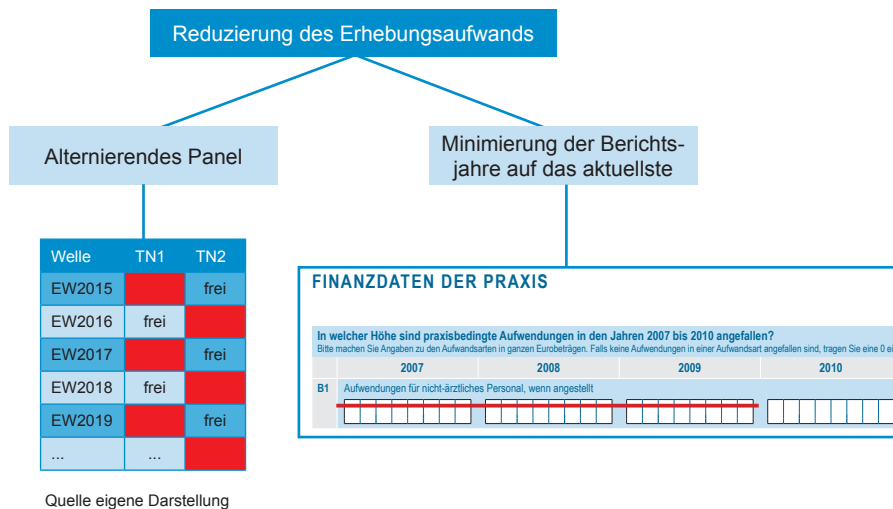 Reduzierung des Erhebungsaufwands
Alternierendes Panel
Minimierung der Berichts-
jahre auf das aktuellste
Welle TN1 TN2
EW2015 frei
EW2016 frei
EW2017 frei
EW2018 frei
EW2019 frei
... ...
FINANZDATEN DER PRAXIS
In welcher Höhe sind praxisbedingte Aufwendungen in den Jahren 2007 bis 2010 angefallen?
Bitte machen Sie Angaben zu den Aufwandsarten in ganzen Eurobeträgen. Falls keine Aufwendungen in einer Aufwandsart angefallen sind, tragen Sie eine 0 ei
2007 2008 2009 2010
B1 Aufwendungen für nicht-ärztliches Personal, wenn angestellt
Quelle eigene Darstellung